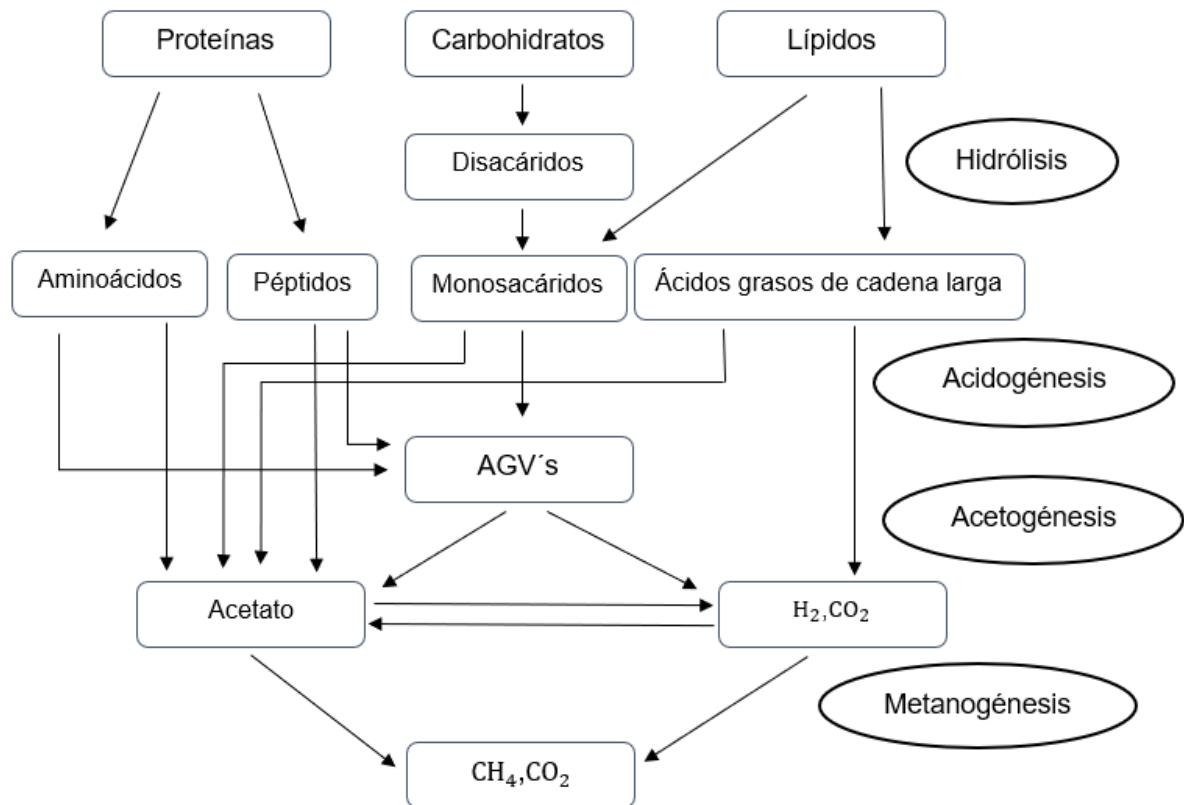 Proteínas
Carbohidratos
Lípidos
Disacáridos
Hidrólisis
Aminoácidos
Péptidos
Monosacáridos
Ácidos grasos de cadena larga
Acidogénesis
AGV´s
Acetogénesis
Acetato
H₂,CO₂
Metanogénesis
CH₄,CO₂